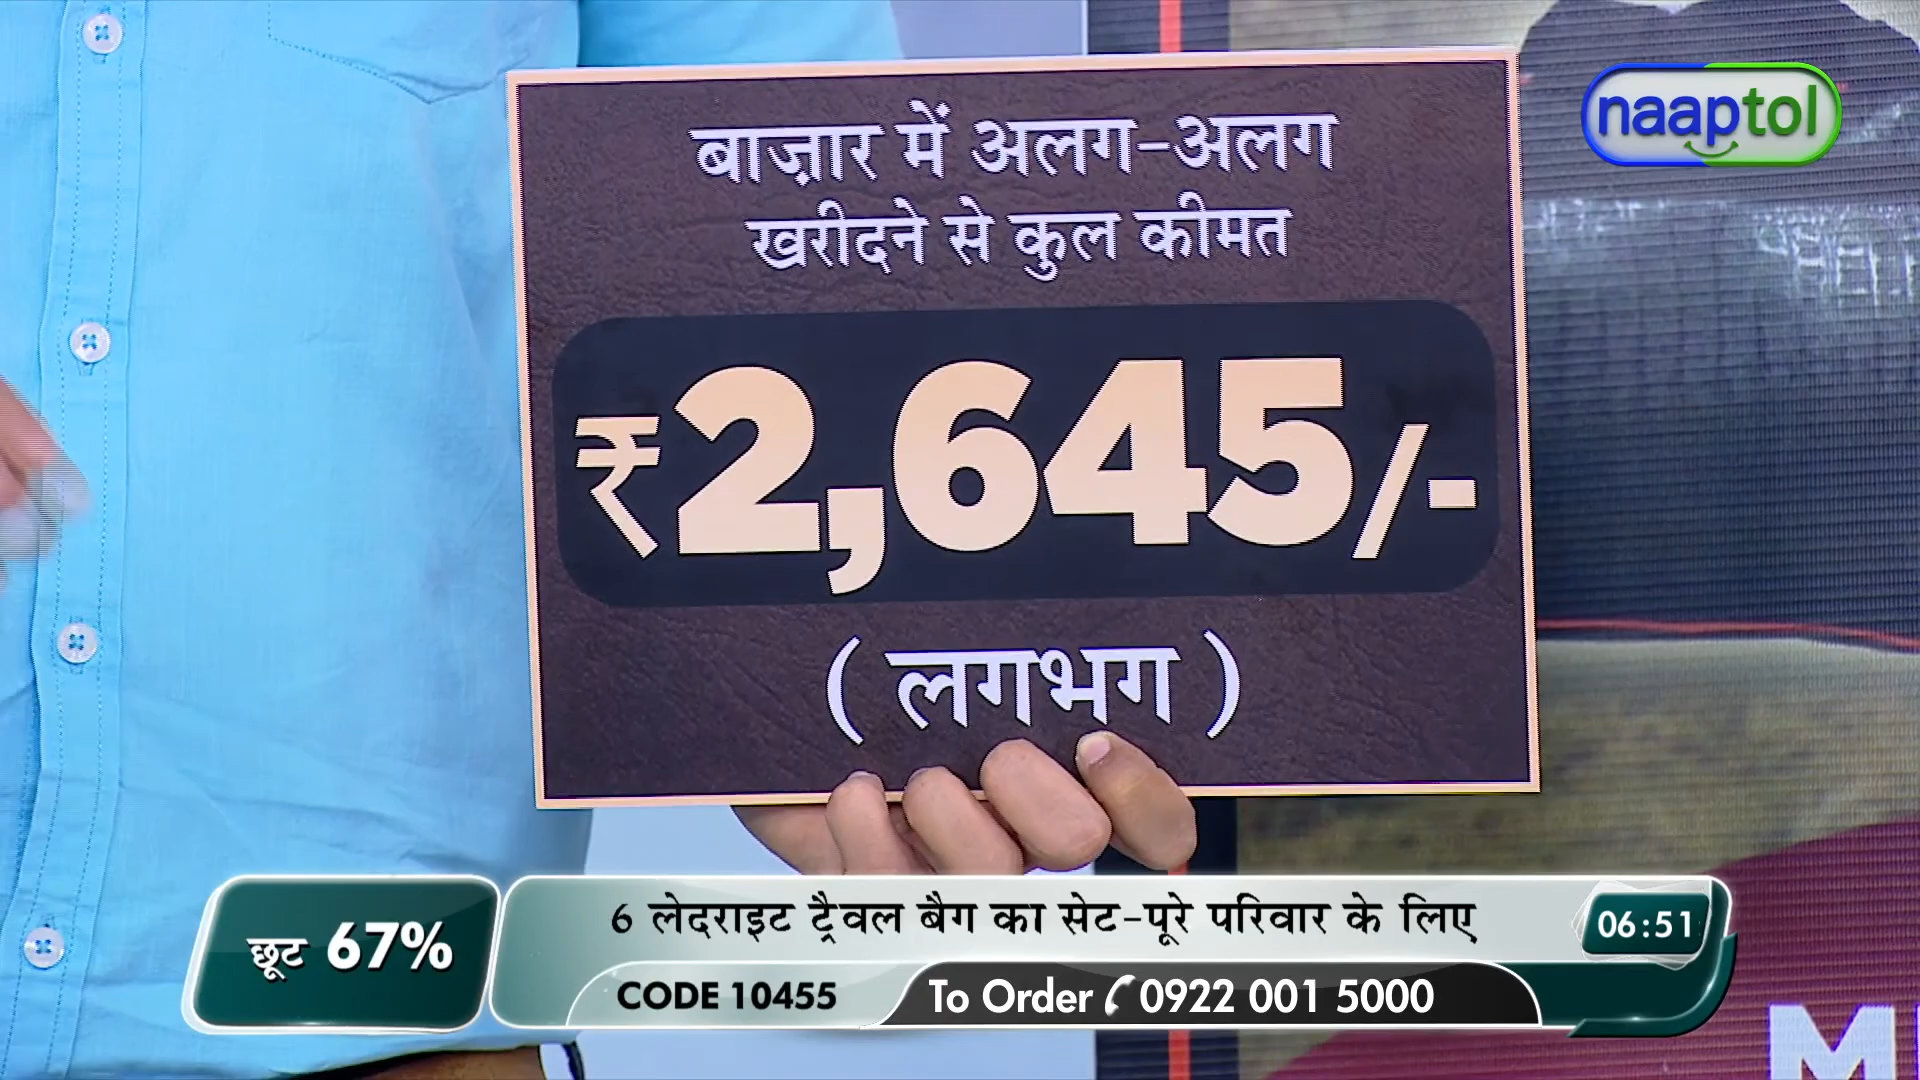 naaptol
बाज़ार में अलग-अलग
खरीदने से कुल कीमत
₹2,645/-
( लगभग )
छूट 67%
6 लेदराइट ट्रैवल बैग का सेट-पूरे परिवार के लिए
06:51
CODE 10455
To Order 0922 001 5000